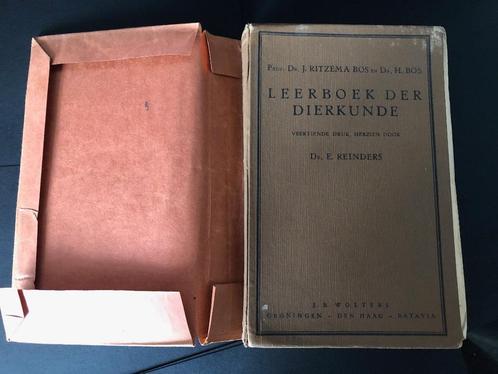 PROF. DR. J. RITZEMA BOS EN DR. H. BOS
LEERBOEK DER
DIERKUNDE
VEERTIENDE DRUK, HERZIEN DOOR
DR. E. REINDERS
J. B. WOLTERS
GRONINGEN – DEN HAAG – BATAVIA